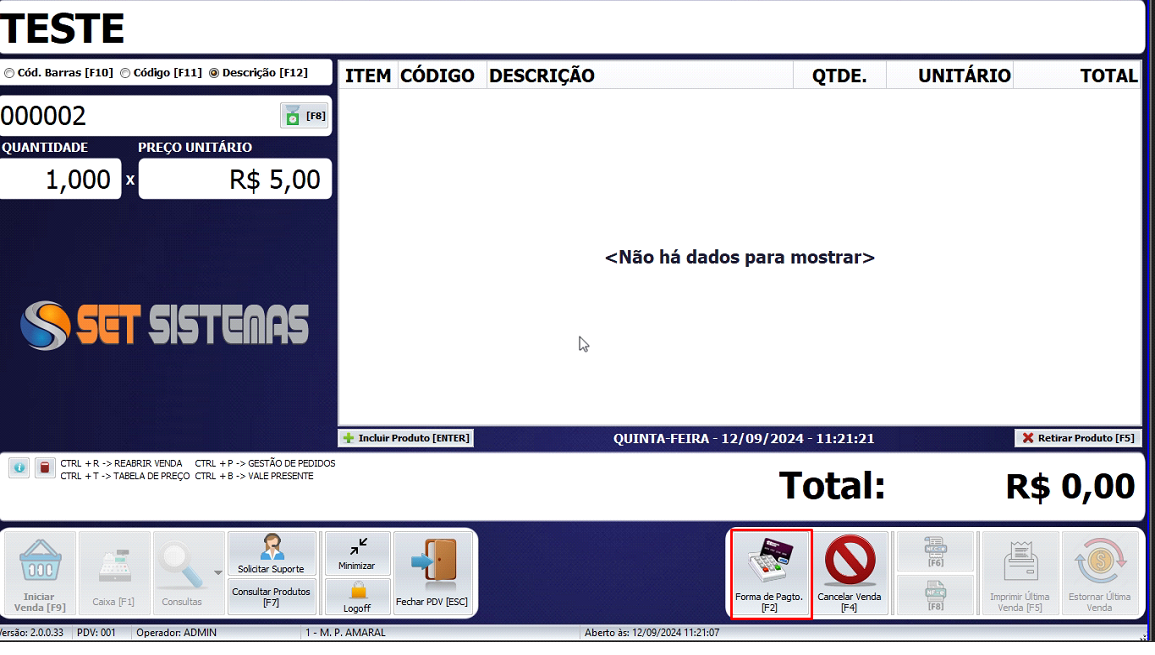 TESTE
Cód. Barras [F10] Código [F11] Descrição [F12]
000002 [F8]
QUANTIDADE PREÇO UNITÁRIO
1,000 x R$ 5,00
SET SISTEMAS
ITEM CÓDIGO DESCRIÇÃO QTDE. UNITÁRIO TOTAL
<Não há dados para mostrar>
Incluir Produto [ENTER] QUINTA-FEIRA - 12/09/2024 - 11:21:21 Retirar Produto [F5]
CTRL + R -> REABRIR VENDA CTRL + P -> GESTÃO DE PEDIDOS
CTRL + T -> TABELA DE PREÇO CTRL + B -> VALE PRESENTE
Total: R$ 0,00
Iniciar
Venda [F9]
Caixa [F1]
Consultas
Solicitar Suporte
Consultar Produtos
[F7]
Minimizar
Logoff
Fechar PDV [ESC]
Forma de Pagto.
[F2]
Cancelar Venda
[F4]
[F6]
[F8]
Imprimir Última
Venda [F5]
Estornar Última
Venda
Versão: 2.0.0.33 PDV: 001 Operador: ADMIN 1 - M. P. AMARAL Aberto às: 12/09/2024 11:21:07